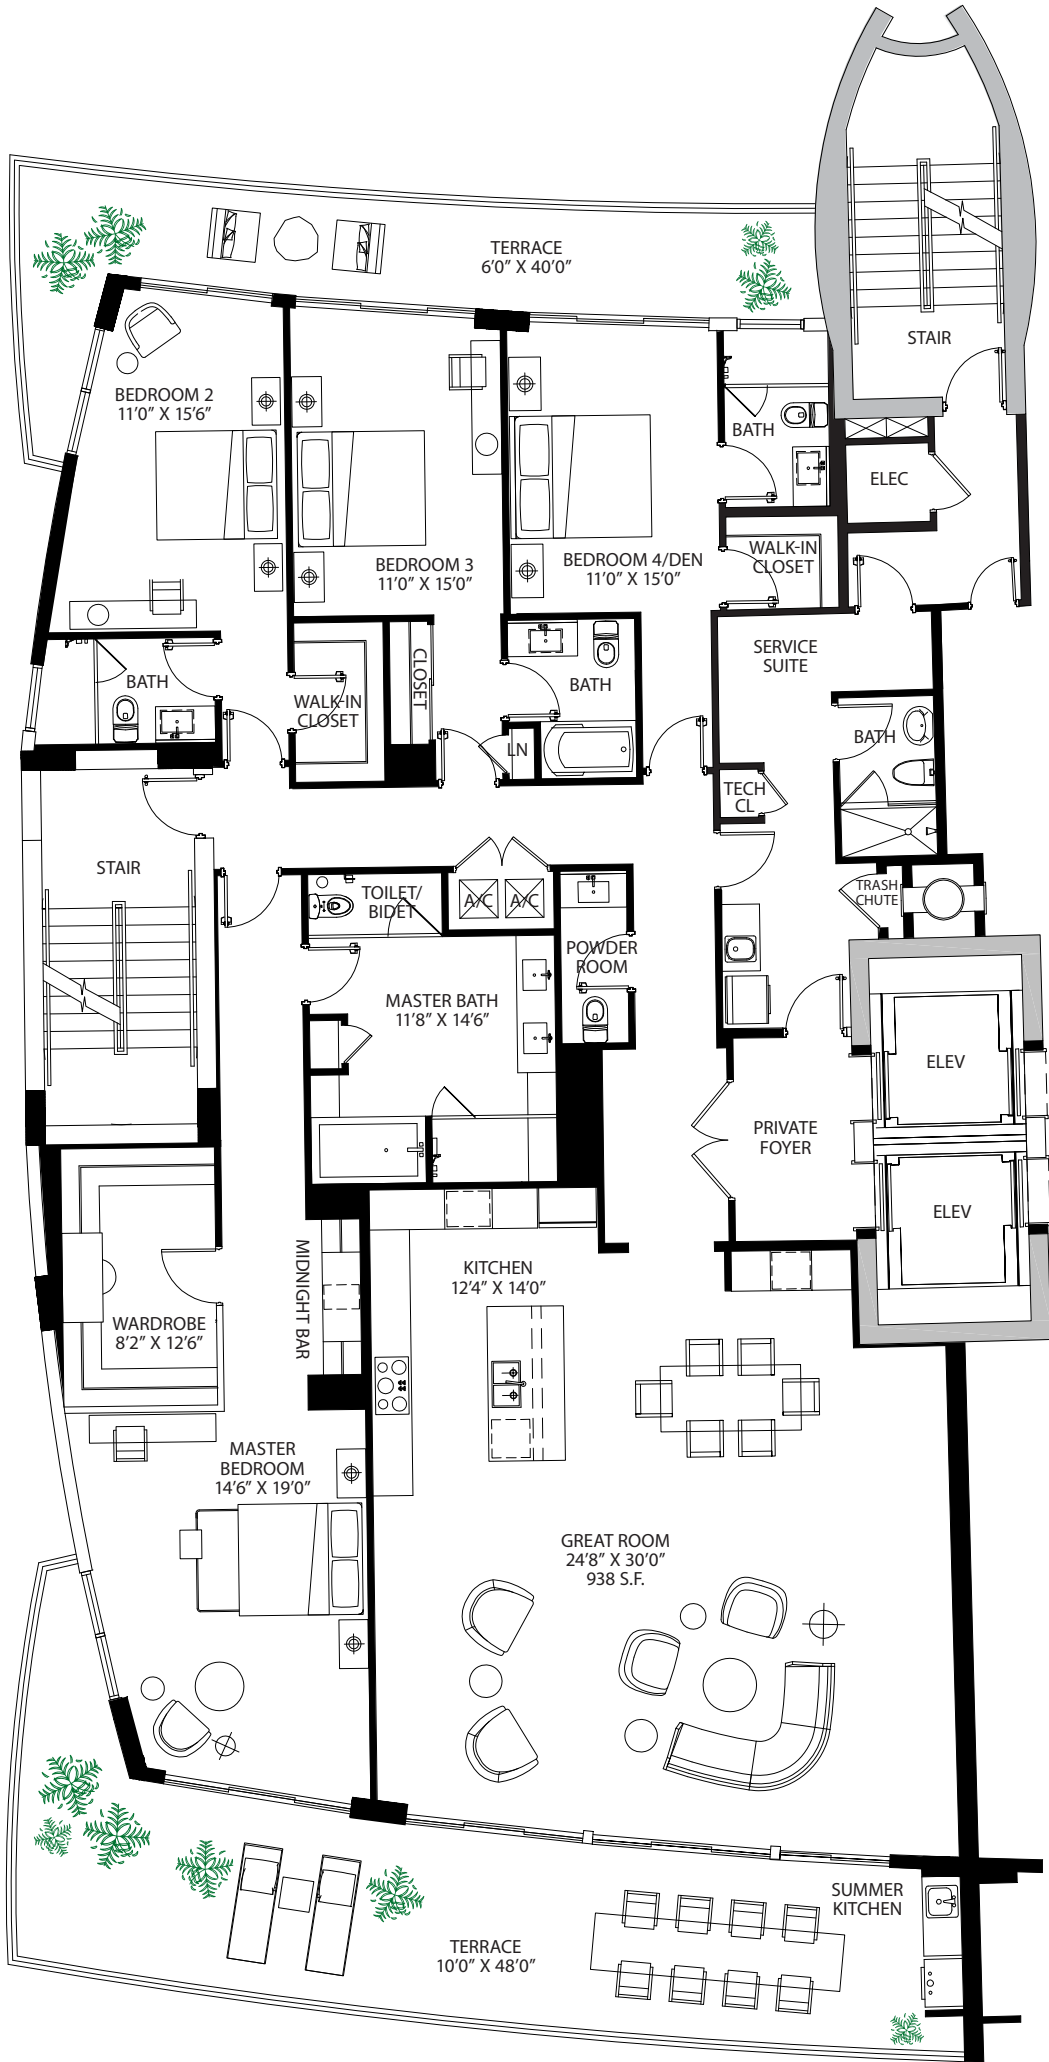 TERRACE
6'0" X 40'0"
STAIR
BEDROOM 2
11'0" X 15'6"
BATH
ELEC
BEDROOM 3
11'0" X 15'0"
BEDROOM 4/DEN
11'0" X 15'0"
WALK-IN
CLOSET
SERVICE
SUITE
BATH
WALK-IN
CLOSET
CLOSET
BATH
LN
BATH
TECH
CL
STAIR
TOILET/
BIDET
A/C
A/C
TRASH
CHUTE
POWDER
ROOM
MASTER BATH
11'8" X 14'6"
ELEV
PRIVATE
FOYER
ELEV
MIDNIGHT BAR
KITCHEN
12'4" X 14'0"
WARDROBE
8'2" X 12'6"
MASTER
BEDROOM
14'6" X 19'0"
GREAT ROOM
24'8" X 30'0"
938 S.F.
SUMMER
KITCHEN
TERRACE
10'0" X 48'0"